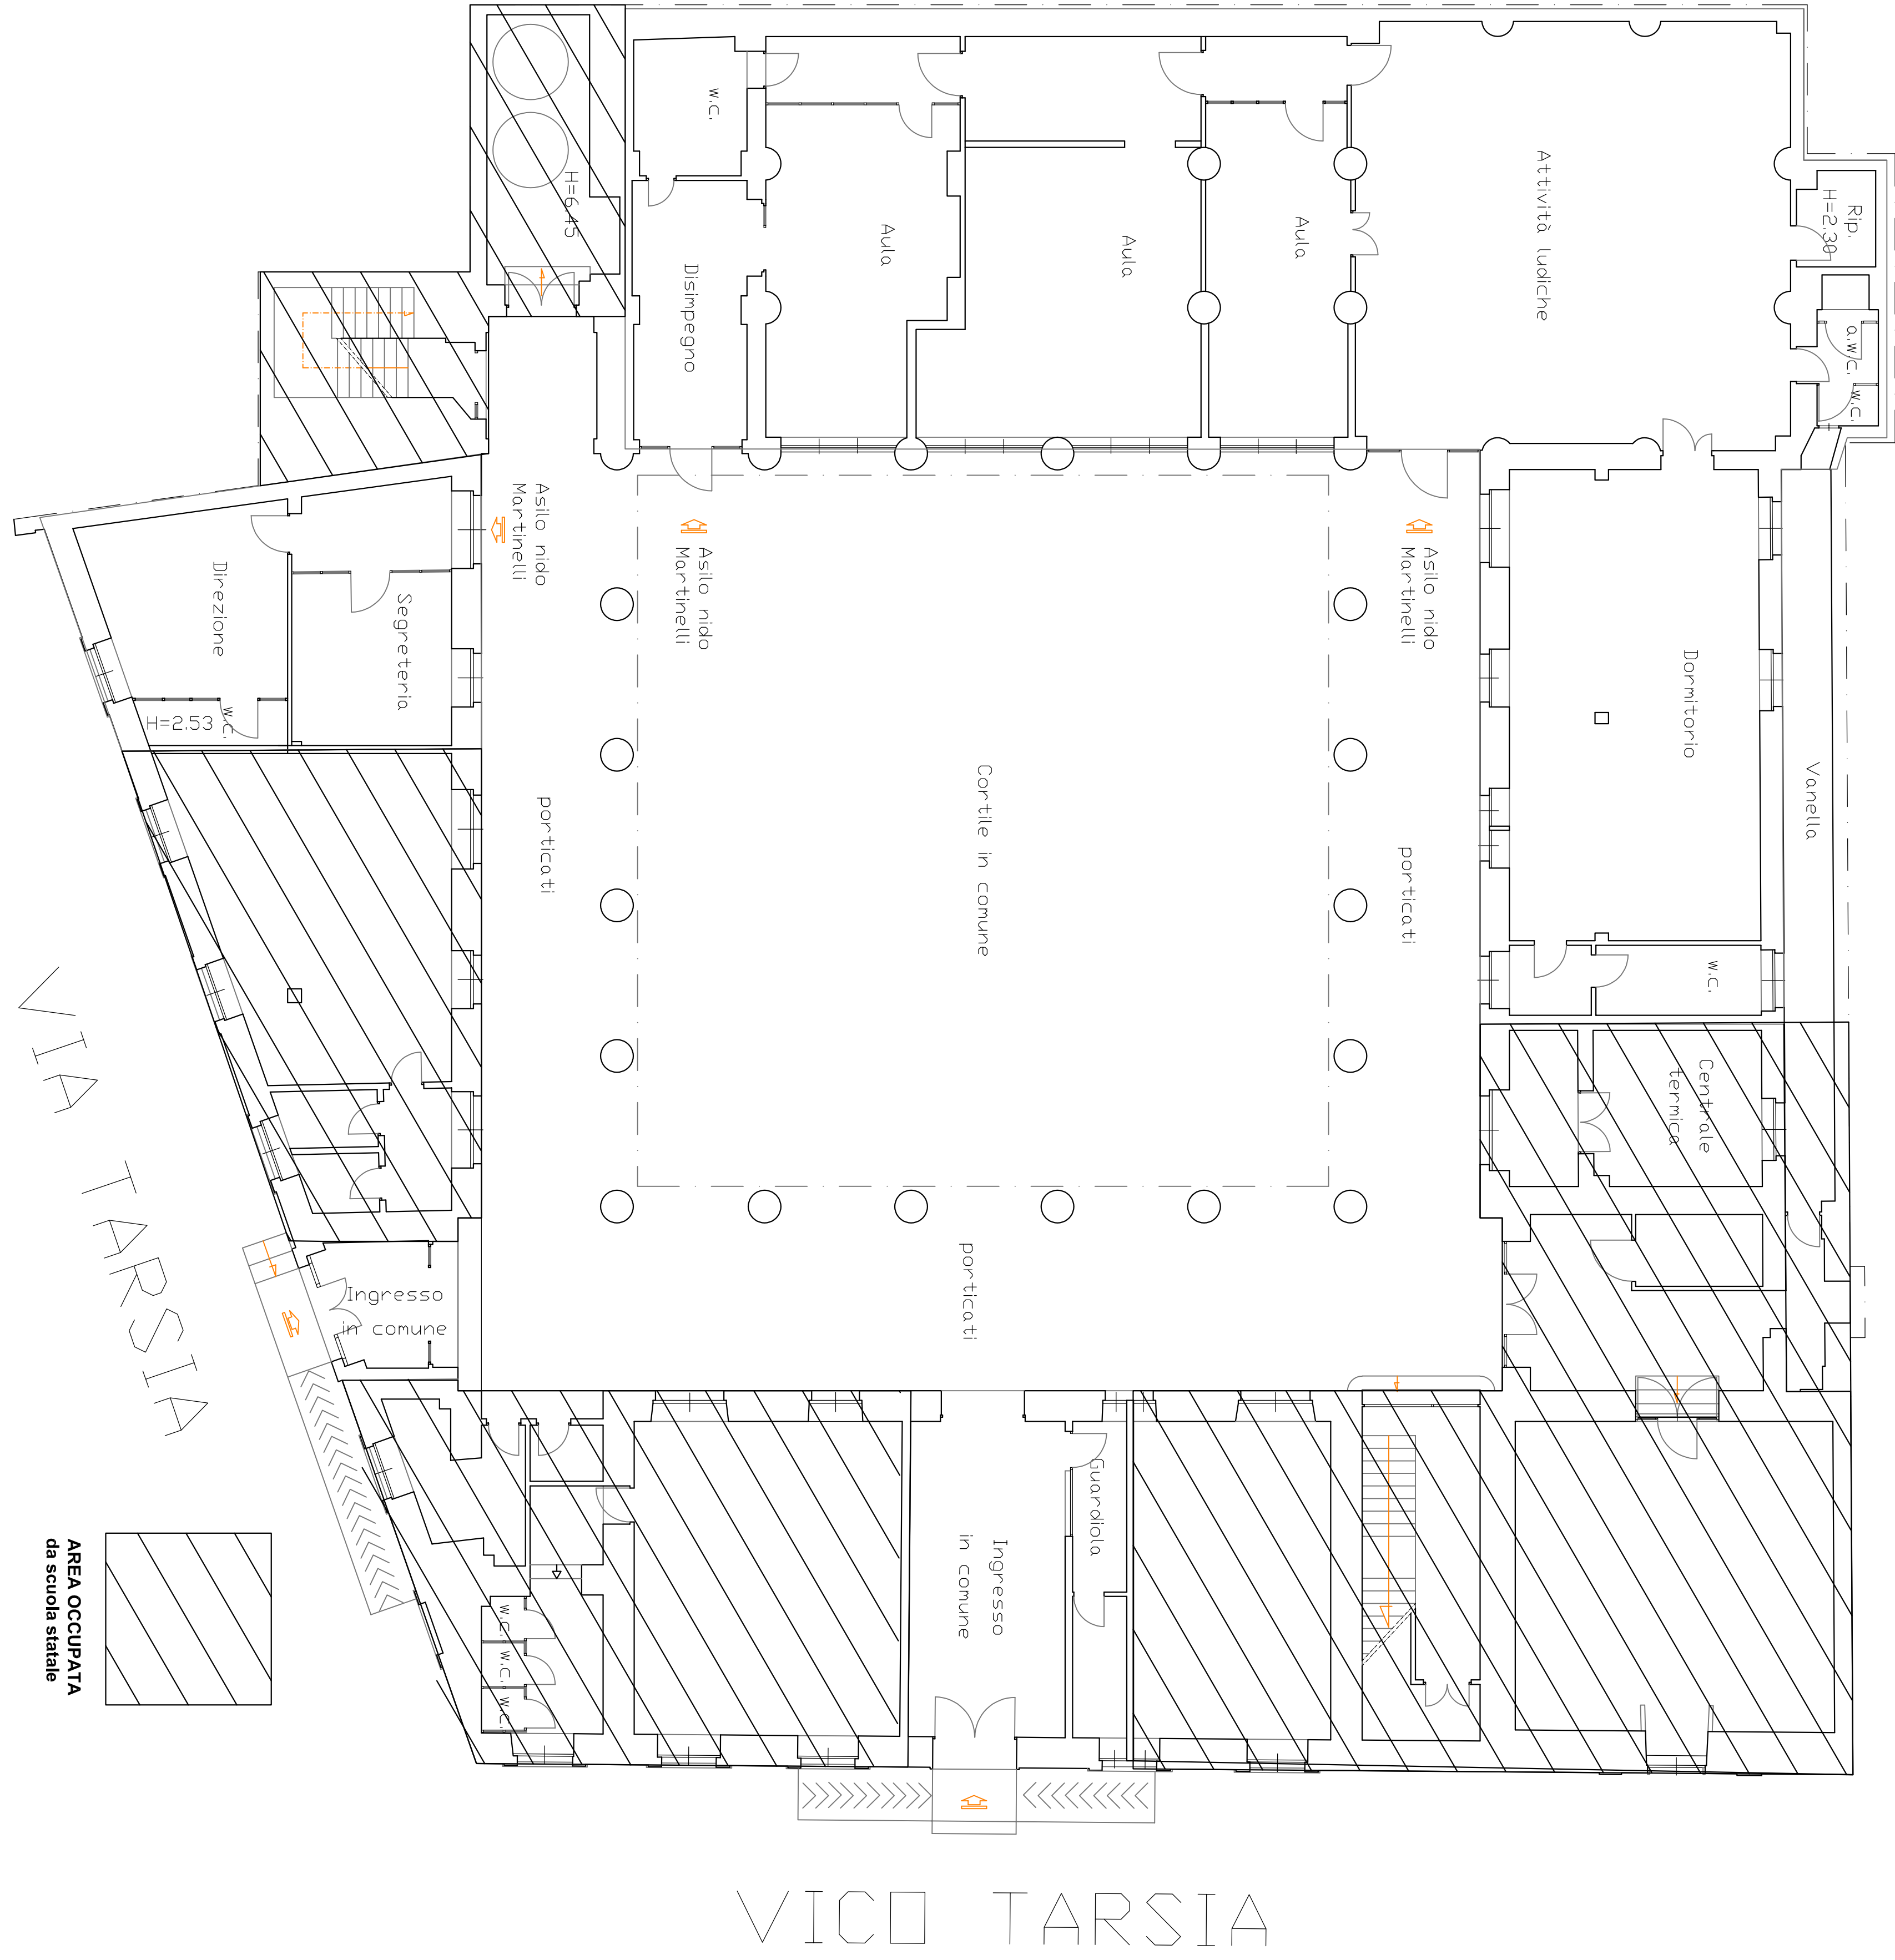 w.c.
H=6,45
Disimpegno
Aula
Aula
Aula
Attività ludiche
Rip.
H=2,30
a.w.c.
w.c.
Asilo nido
Martinelli
Asilo nido
Martinelli
Asilo nido
Martinelli
Direzione
Segreteria
w.c.
H=2,53
Dormitorio
Vanella
porticati
Cortile in comune
porticati
w.c.
Centrale
termica
porticati
Ingresso
in comune
Guardiola
Ingresso
in comune
w.c.
w.c.
w.c.
VIA TARSIA
AREA OCCUPATA
da scuola statale
VICO TARSIA